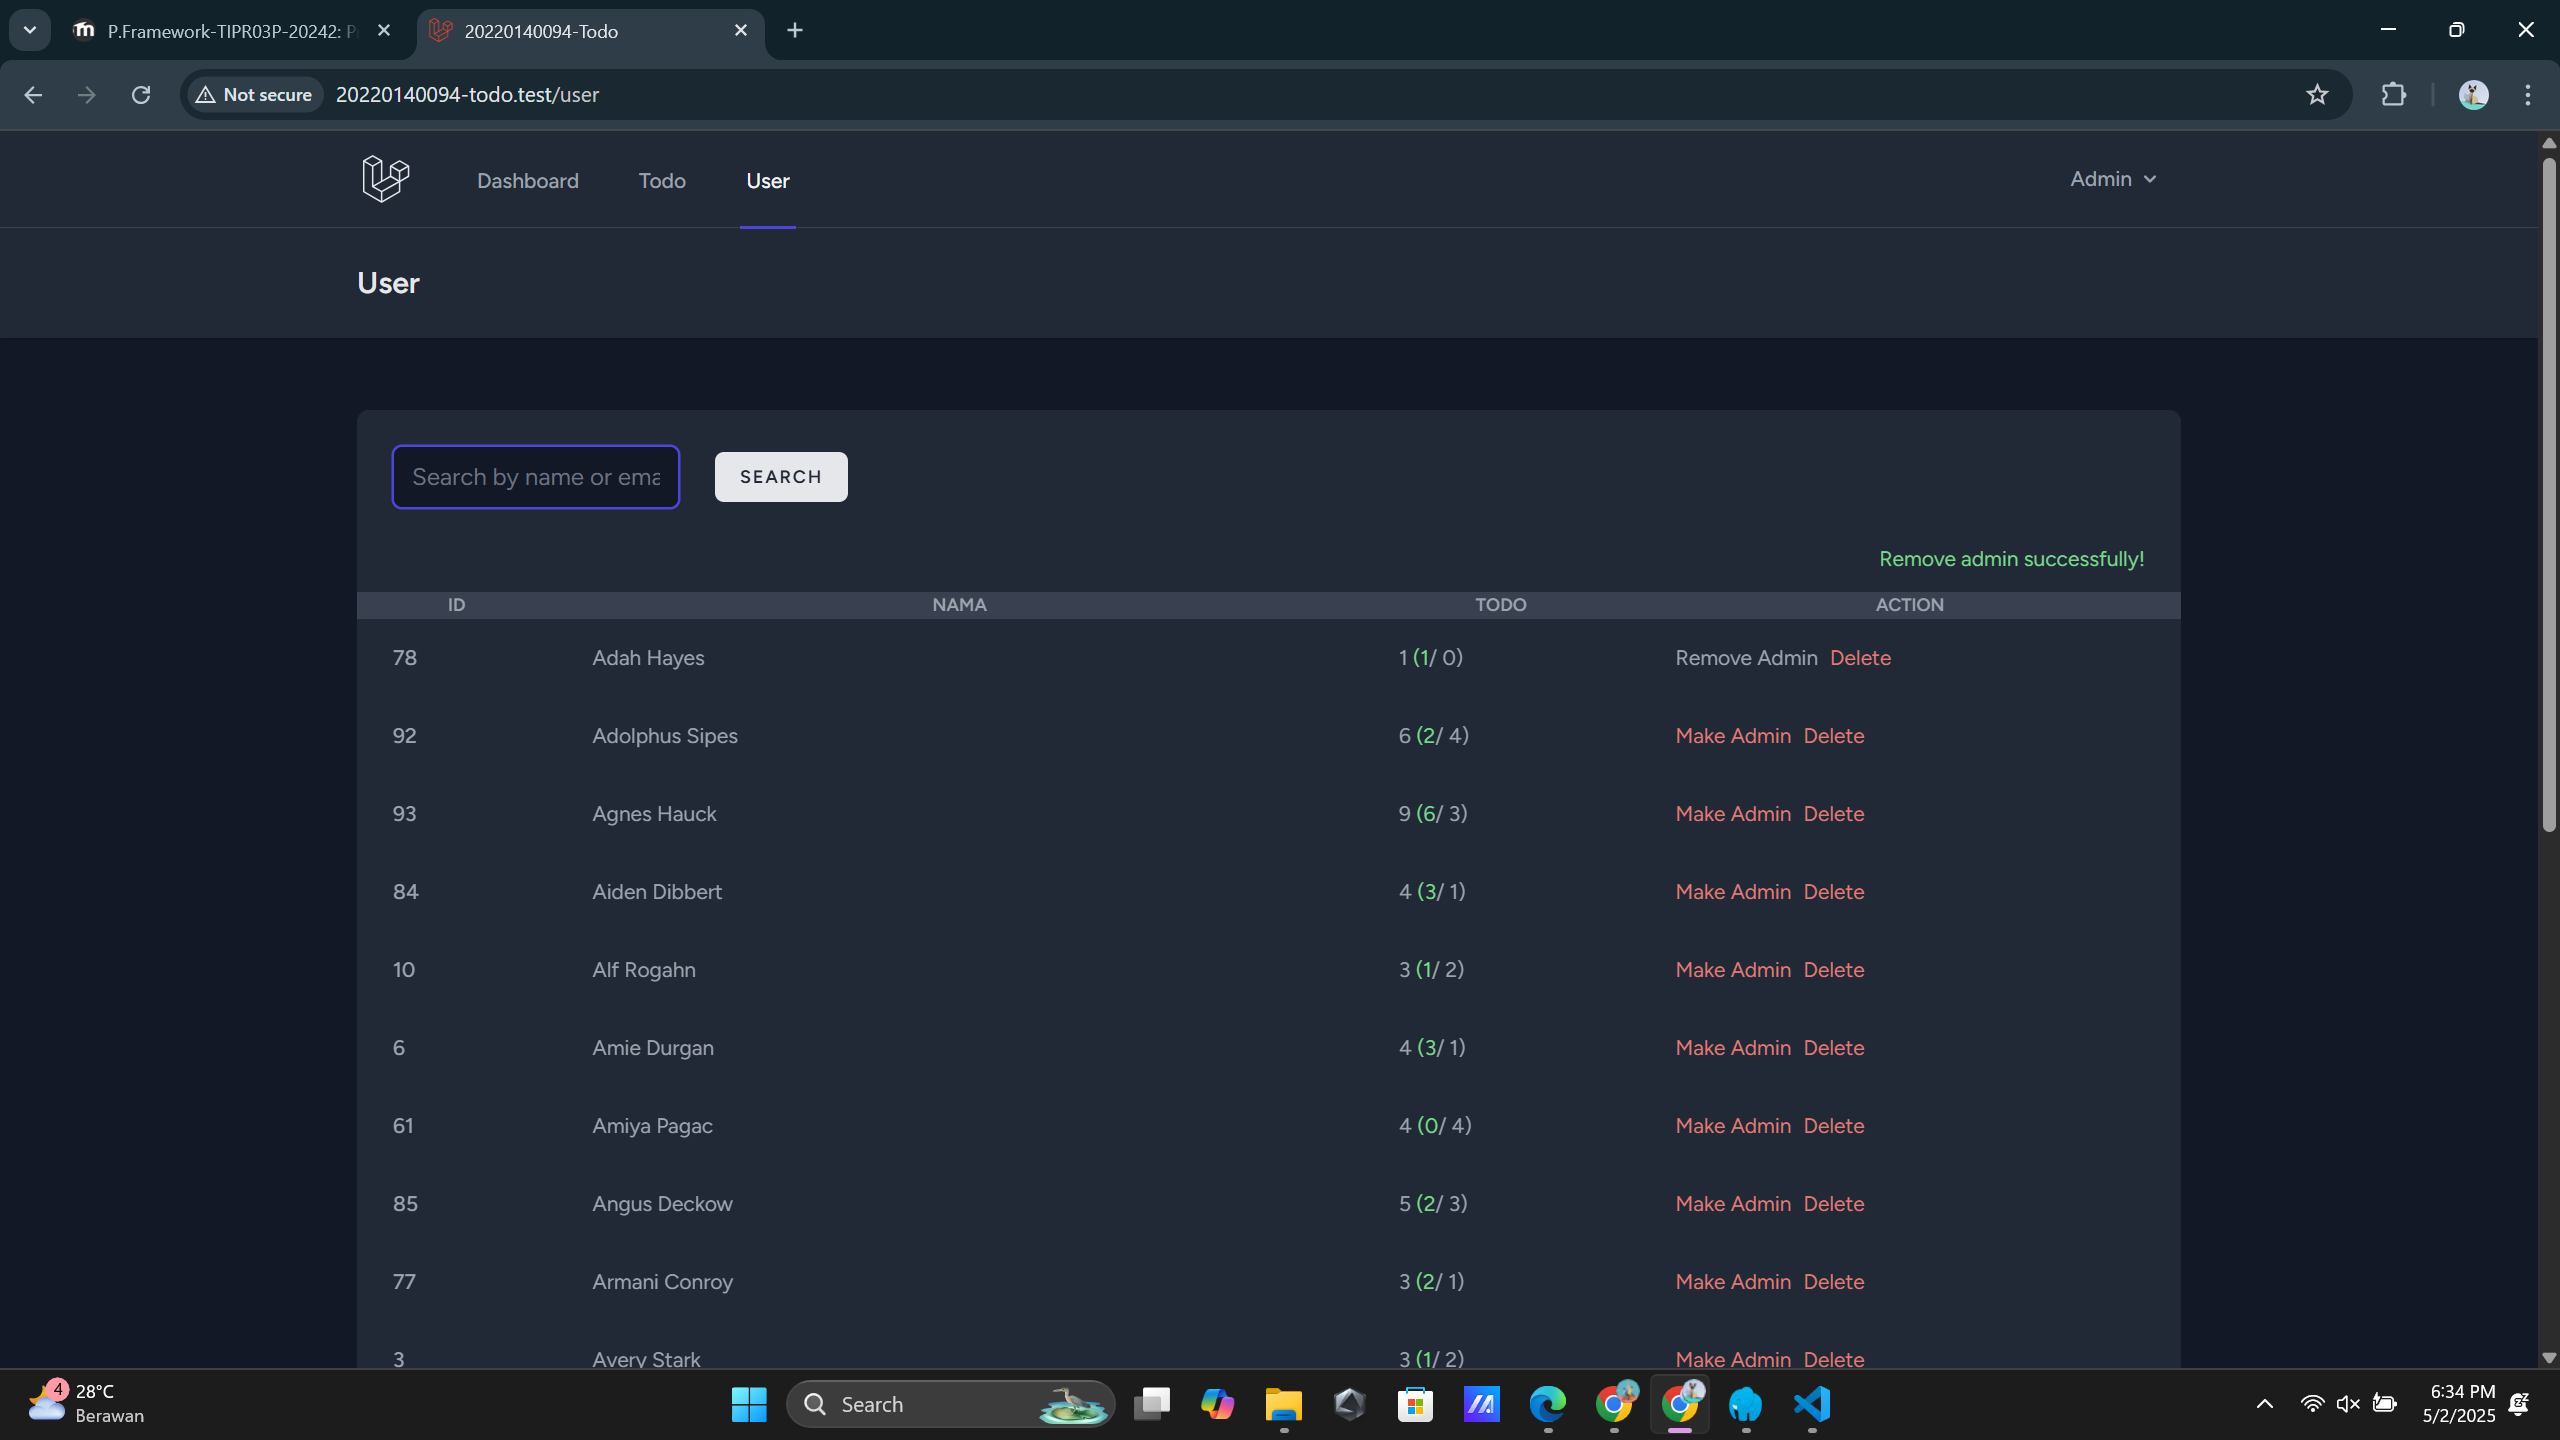 P.Framework-TIPR03P-20242: P
20220140094-Todo
Not secure
20220140094-todo.test/user
Dashboard
Todo
User
Admin
User
Search by name or ema
SEARCH
Remove admin successfully!
ID NAMA TODO ACTION
78 Adah Hayes 1 (1/ 0) Remove Admin Delete
92 Adolphus Sipes 6 (2/ 4) Make Admin Delete
93 Agnes Hauck 9 (6/ 3) Make Admin Delete
84 Aiden Dibbert 4 (3/ 1) Make Admin Delete
10 Alf Rogahn 3 (1/ 2) Make Admin Delete
6 Amie Durgan 4 (3/ 1) Make Admin Delete
61 Amiya Pagac 4 (0/ 4) Make Admin Delete
85 Angus Deckow 5 (2/ 3) Make Admin Delete
77 Armani Conroy 3 (2/ 1) Make Admin Delete
3 Avery Stark 3 (1/ 2) Make Admin Delete
4
28°C
Berawan
Search
6:34 PM
5/2/2025